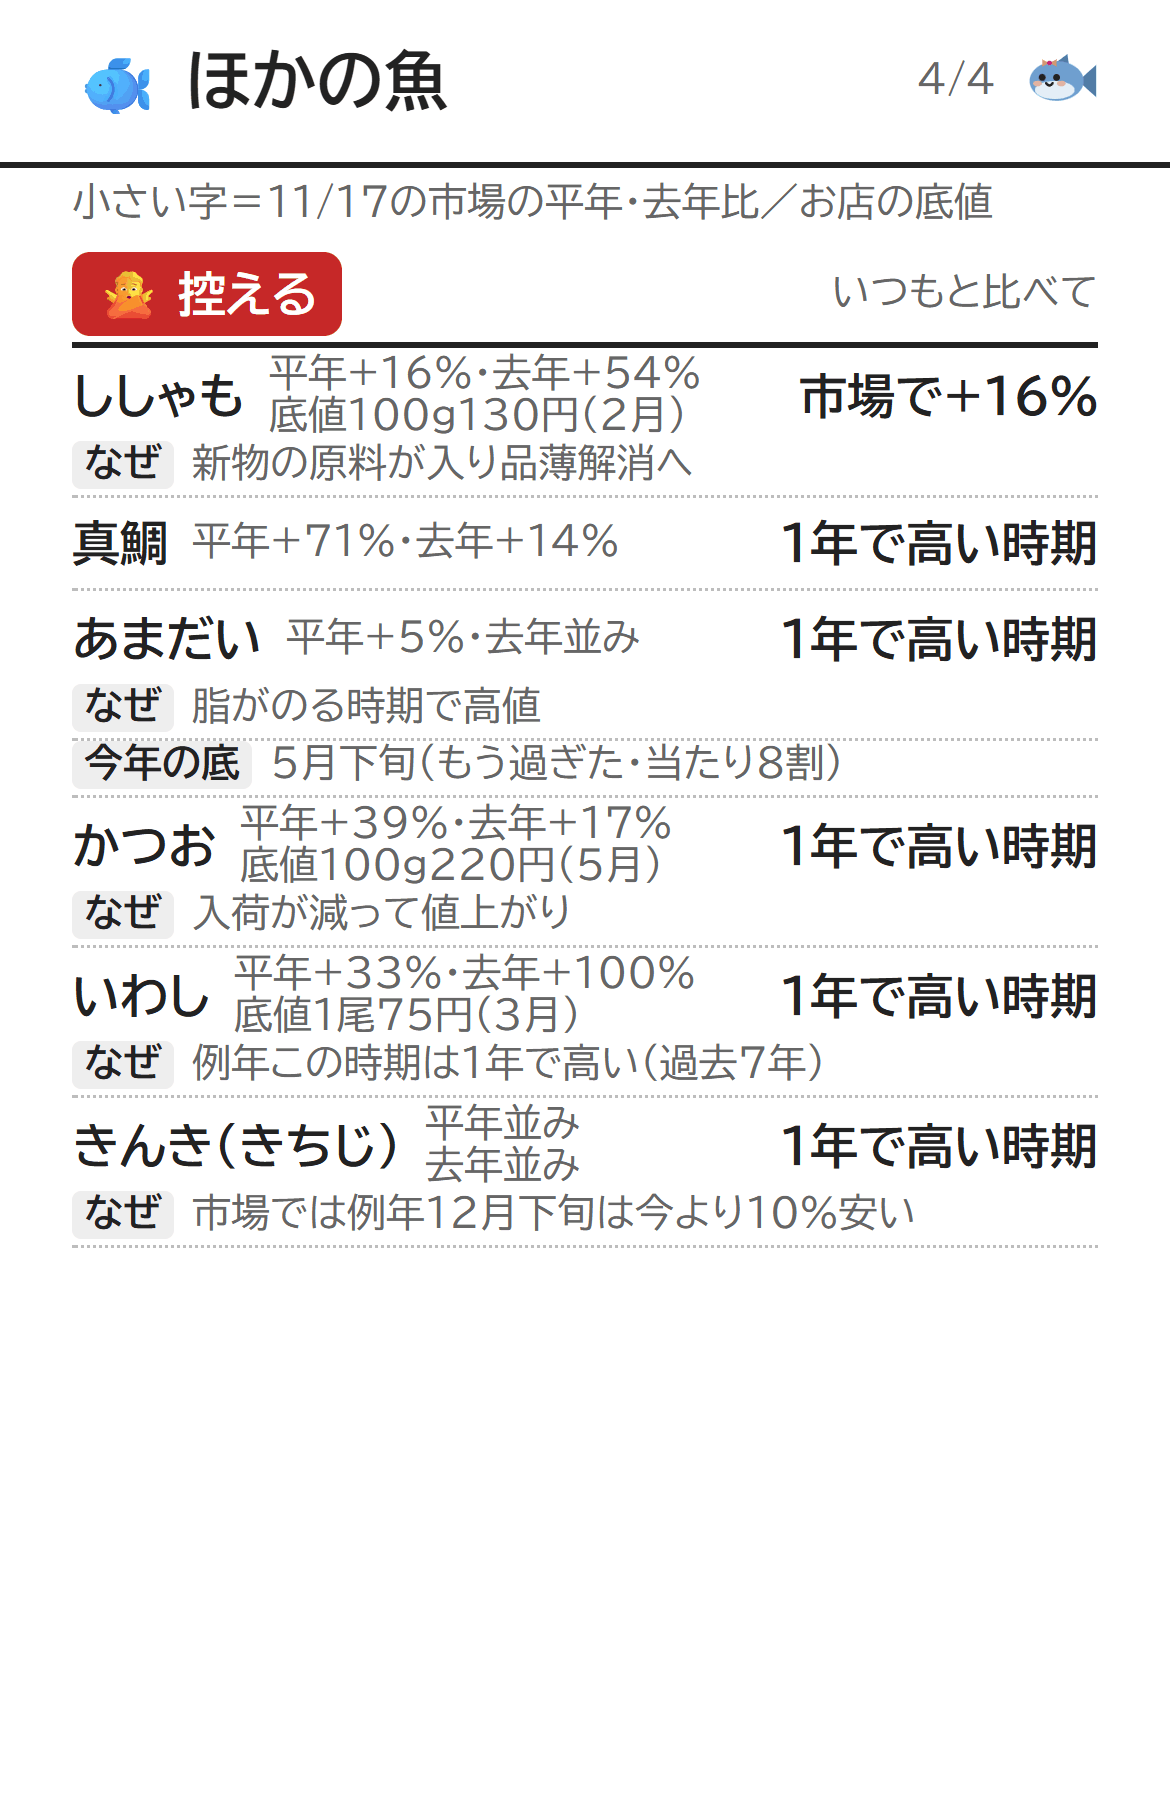 ほかの魚
4/4
小さい字＝11/17の市場の平年・去年比／お店の底値
控える
いつもと比べて
ししゃも 平年+16%・去年+54% 市場で+16%
底値100g130円(2月)
なぜ 新物の原料が入り品薄解消へ
真鯛 平年+71%・去年+14% 1年で高い時期
あまだい 平年+5%・去年並み 1年で高い時期
なぜ 脂がのる時期で高値
今年の底 5月下旬(もう過ぎた・当たり8割)
かつお 平年+39%・去年+17% 1年で高い時期
底値100g220円(5月)
なぜ 入荷が減って値上がり
いわし 平年+33%・去年+100% 1年で高い時期
底値1尾75円(3月)
なぜ 例年この時期は1年で高い(過去7年)
きんき(きちじ) 平年並み 1年で高い時期
去年並み
なぜ 市場では例年12月下旬は今より10%安い